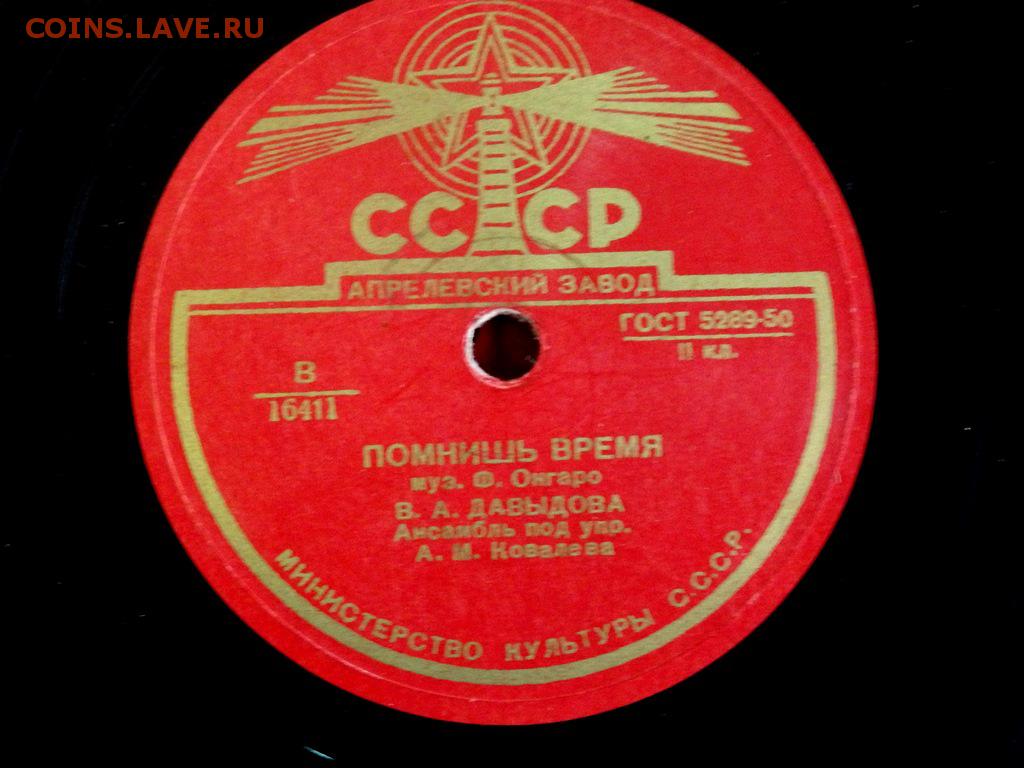 COINS.LAVE.RU
СССР
АПРЕЛЕВСКИЙ ЗАВОД
ГОСТ 5289-50
II кл.
В
16411
ПОМНИШЬ ВРЕМЯ
муз. Ф. Онгаро
В. А. ДАВЫДОВА
Ансамбль под упр.
А. М. Ковалева
МИНИСТЕРСТВО КУЛЬТУРЫ С.С.С.Р.